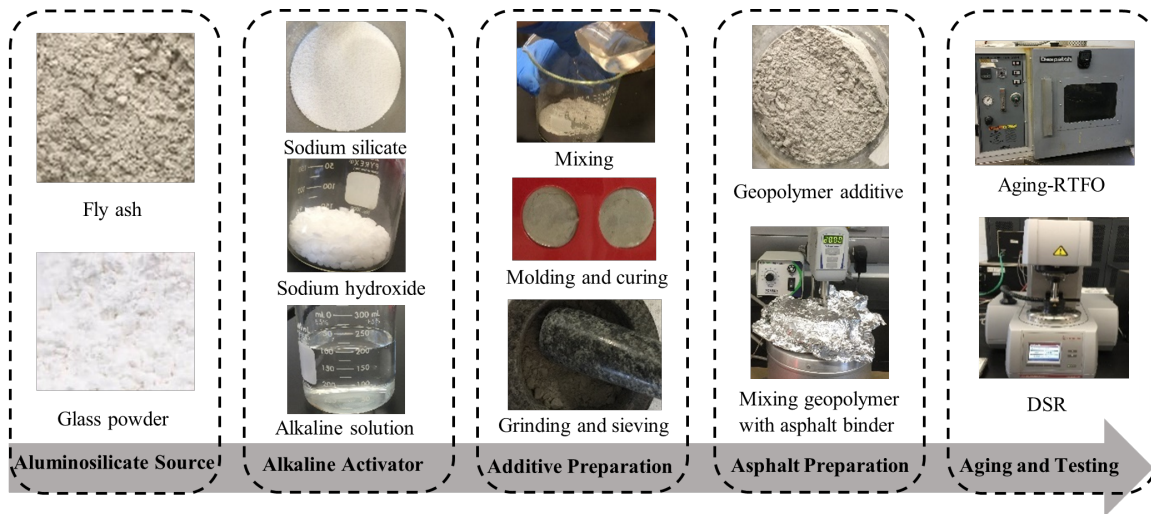 Fly ash
Glass powder
Aluminosilicate Source
Sodium silicate
PYREX
Sodium hydroxide
Alkaline solution
Alkaline Activator
Mixing
Molding and curing
Grinding and sieving
Additive Preparation
Geopolymer additive
Mixing geopolymer
with asphalt binder
Asphalt Preparation
Aging-RTFO
DSR
Aging and Testing